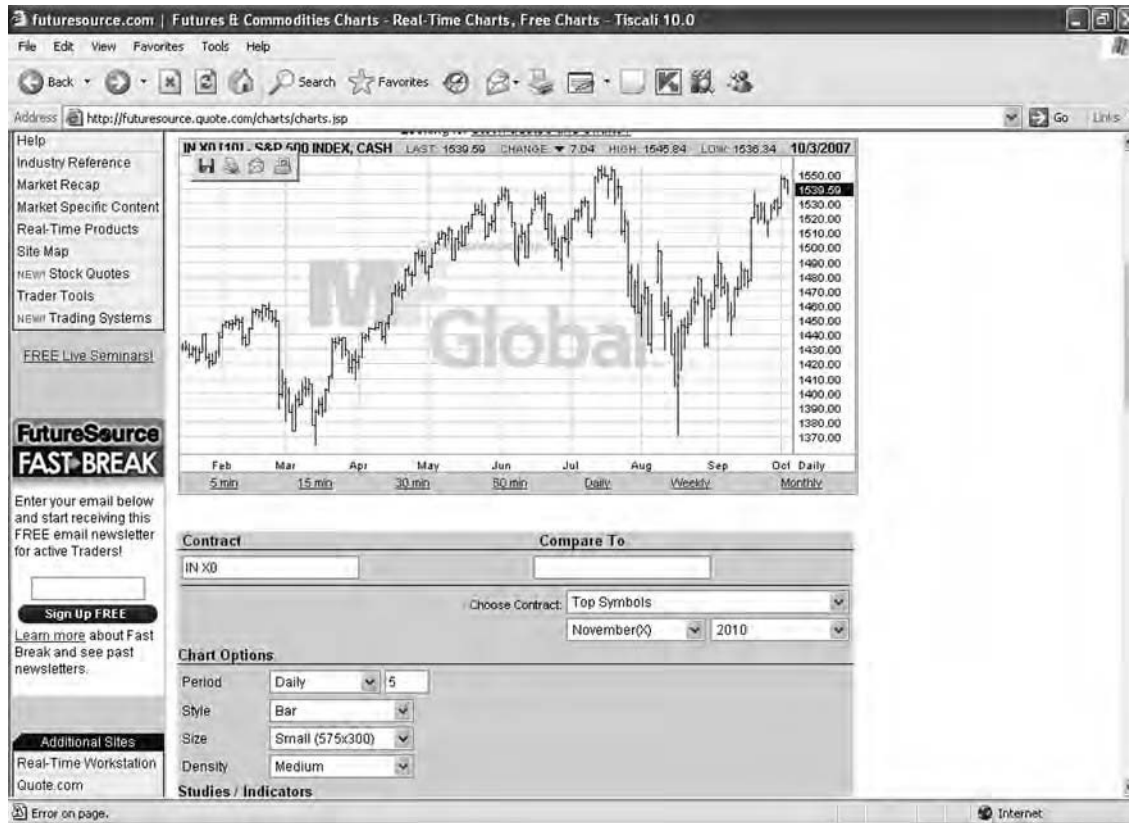 futuresource.com | Futures & Commodities Charts - Real-Time Charts, Free Charts - Tiscali 10.0
File Edit View Favorites Tools Help
Back Search Favorites
Address http://futuresource.quote.com/charts/charts.jsp Go Links
Help
Industry Reference
Market Recap
Market Specific Content
Real-Time Products
Site Map
NEW! Stock Quotes
Trader Tools
NEW! Trading Systems
FREE Live Seminars!
FutureSource
FAST BREAK
Enter your email below
and start receiving this
FREE email newsletter
for active Traders!
Sign Up FREE
Learn more about Fast
Break and see past
newsletters.
Additional Sites
Real-Time Workstation
Quote.com
IN X0 [10] - S&P 500 INDEX, CASH LAST: 1539.59 CHANGE: ▼ 7.04 HIGH: 1545.84 LOW: 1536.34 10/3/2007
MF
Global
1550.00
1539.59
1530.00
1520.00
1510.00
1500.00
1490.00
1480.00
1470.00
1460.00
1450.00
1440.00
1430.00
1420.00
1410.00
1400.00
1390.00
1380.00
1370.00
Feb Mar Apr May Jun Jul Aug Sep Oct Daily
5 min 15 min 30 min 60 min Daily Weekly Monthly
Contract Compare To
IN X0
Choose Contract: Top Symbols
November(X) 2010
Chart Options
Period Daily 5
Style Bar
Size Small (575x300)
Density Medium
Studies / Indicators
Error on page. Internet